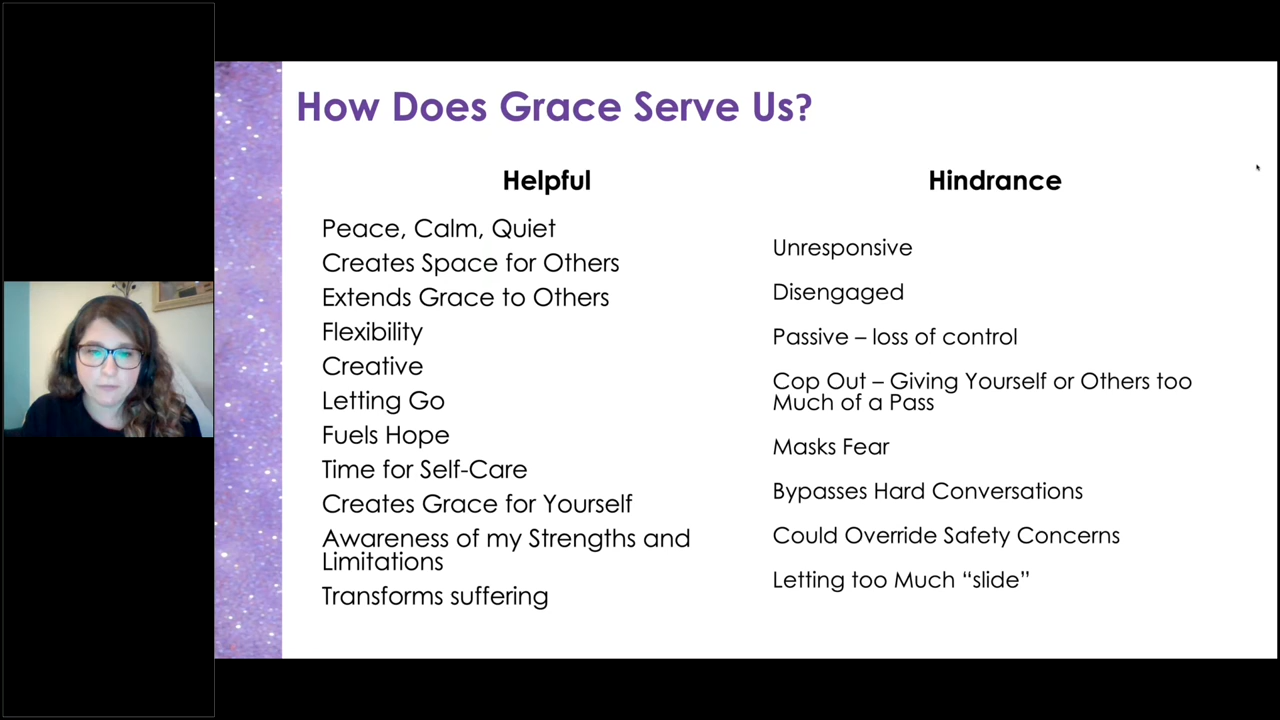 How Does Grace Serve Us?
Helpful
Peace, Calm, Quiet
Creates Space for Others
Extends Grace to Others
Flexibility
Creative
Letting Go
Fuels Hope
Time for Self-Care
Creates Grace for Yourself
Awareness of my Strengths and
Limitations
Transforms suffering
Hindrance
Unresponsive
Disengaged
Passive – loss of control
Cop Out – Giving Yourself or Others too
Much of a Pass
Masks Fear
Bypasses Hard Conversations
Could Override Safety Concerns
Letting too Much “slide”